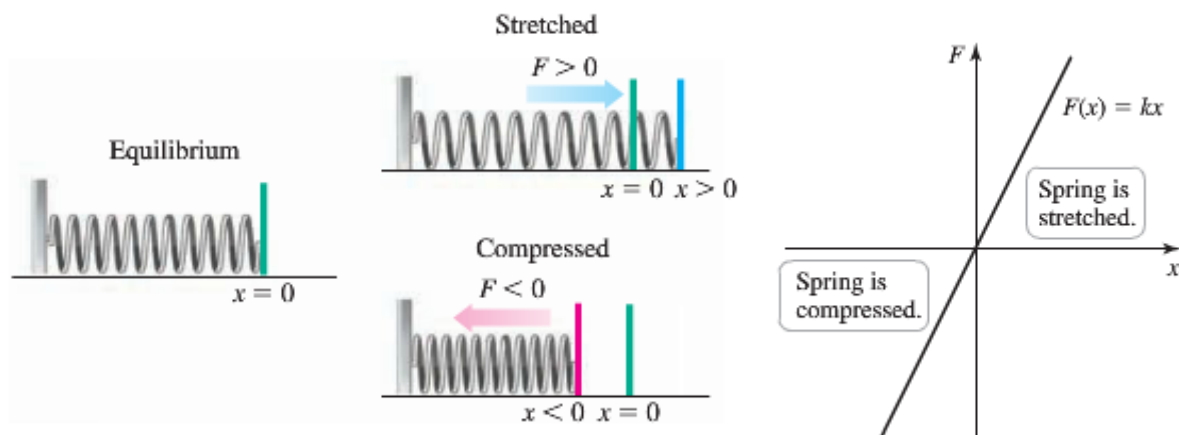 Equilibrium
x = 0
Stretched
F > 0
x = 0 x > 0
Compressed
F < 0
x < 0 x = 0
F
F(x) = kx
Spring is
stretched.
x
Spring is
compressed.